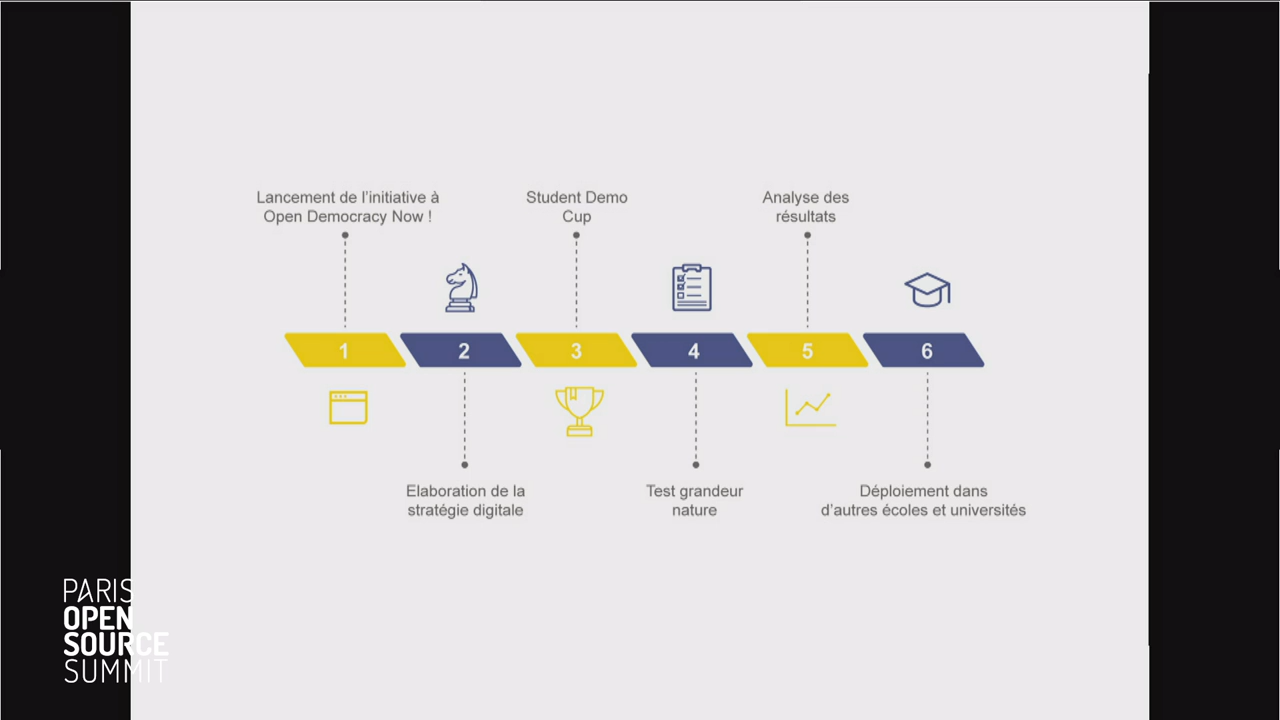 Lancement de l'initiative à
Open Democracy Now !
Student Demo
Cup
Analyse des
résultats
1
2
3
4
5
6
Elaboration de la
stratégie digitale
Test grandeur
nature
Déploiement dans
d'autres écoles et universités
PARIS
OPEN
SOURCE
SUMMIT